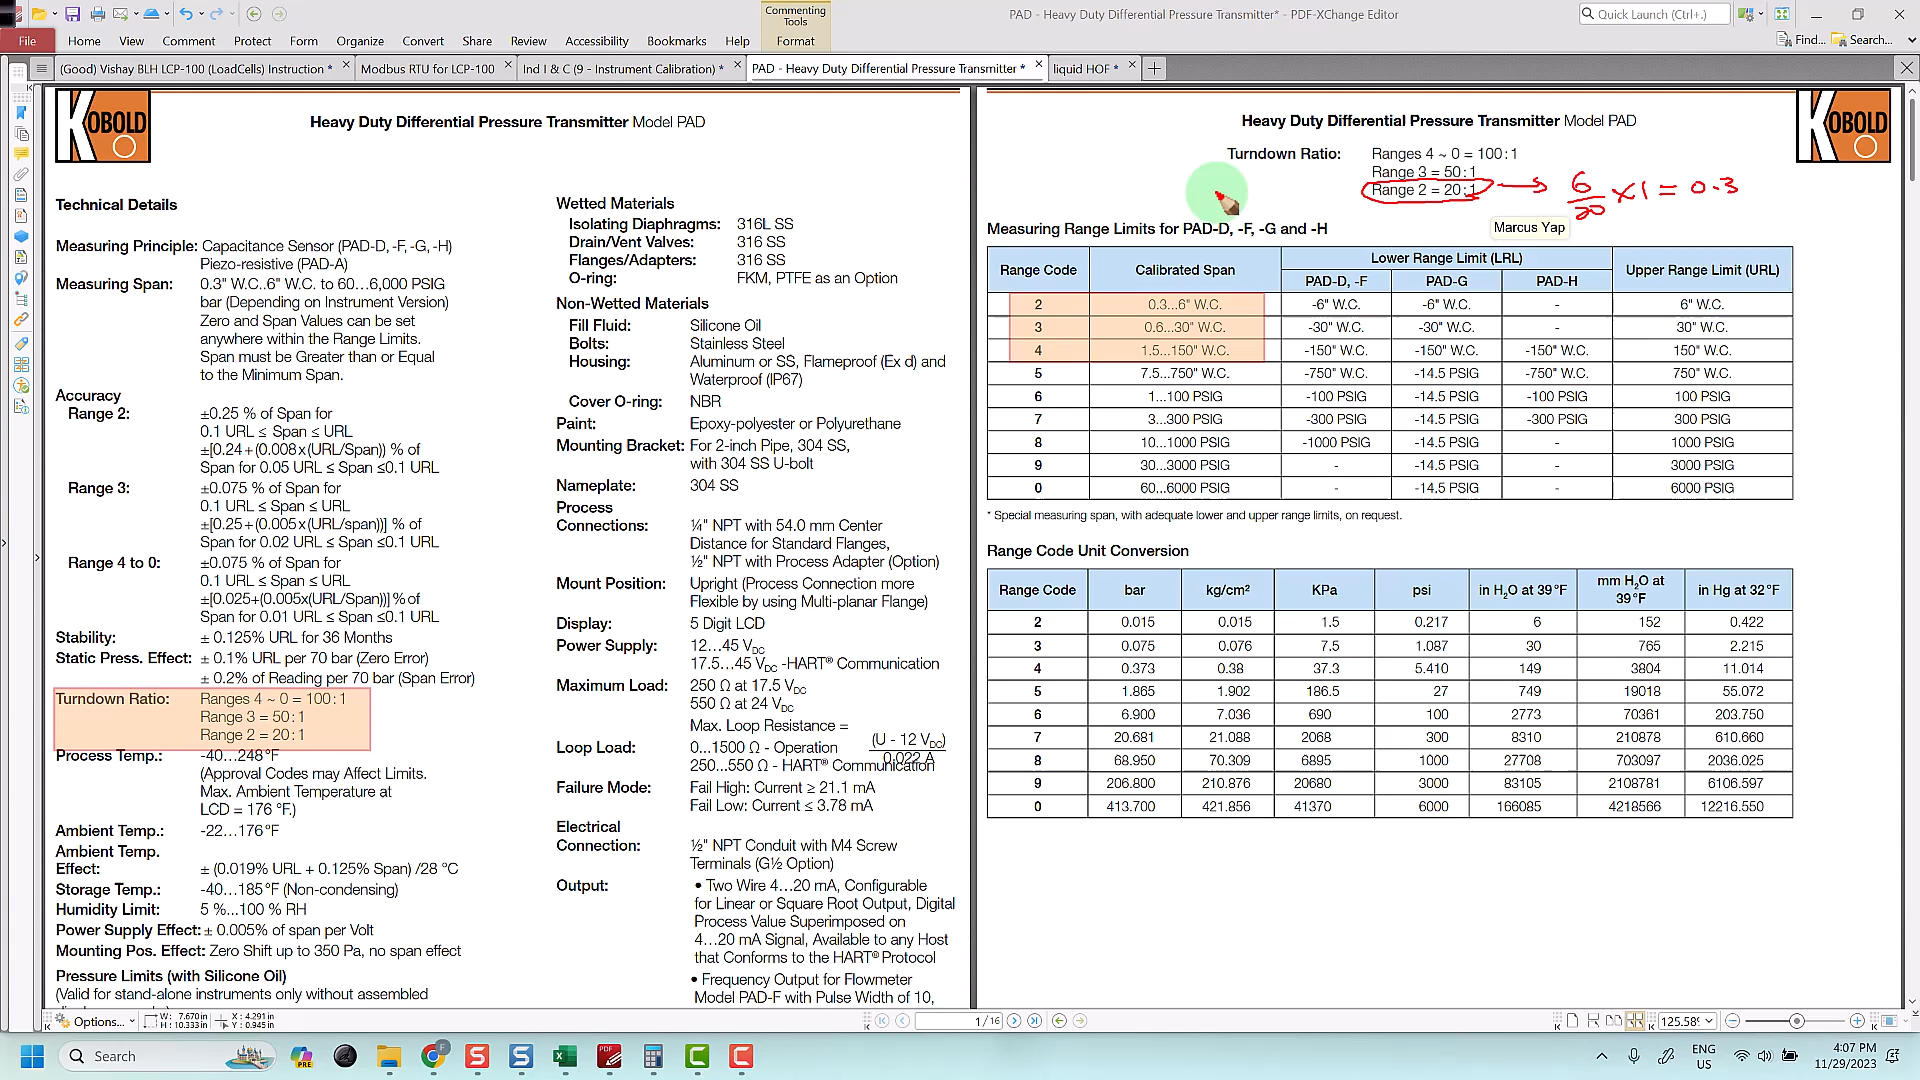 Commenting Tools
PAD - Heavy Duty Differential Pressure Transmitter* - PDF-XChange Editor
Quick Launch (Ctrl+.)
File Home View Comment Protect Form Organize Convert Share Review Accessibility Bookmarks Help Format
Find... Search...
(Good) Vishay BLH LCP-100 (LoadCells) Instruction * Modbus RTU for LCP-100 Ind I & C (9 - Instrument Calibration) * PAD - Heavy Duty Differential Pressure Transmitter * liquid HOF *
KOBOLD
Heavy Duty Differential Pressure Transmitter Model PAD
Technical Details
Measuring Principle: Capacitance Sensor (PAD-D, -F, -G, -H)
Piezo-resistive (PAD-A)
Measuring Span: 0.3" W.C..6" W.C. to 60...6,000 PSIG
bar (Depending on Instrument Version)
Zero and Span Values can be set
anywhere within the Range Limits.
Span must be Greater than or Equal
to the Minimum Span.
Accuracy
Range 2: ±0.25 % of Span for
0.1 URL ≤ Span ≤ URL
±[0.24+(0.008x(URL/Span)) % of
Span for 0.05 URL ≤ Span ≤0.1 URL
Range 3: ±0.075 % of Span for
0.1 URL ≤ Span ≤ URL
±[0.25+(0.005x(URL/span))] % of
Span for 0.02 URL ≤ Span ≤0.1 URL
Range 4 to 0: ±0.075 % of Span for
0.1 URL ≤ Span ≤ URL
±[0.025+(0.005x(URL/Span))]% of
Span for 0.01 URL ≤ Span ≤0.1 URL
Stability: ± 0.125% URL for 36 Months
Static Press. Effect: ± 0.1% URL per 70 bar (Zero Error)
± 0.2% of Reading per 70 bar (Span Error)
Turndown Ratio: Ranges 4 ~ 0 = 100:1
Range 3 = 50:1
Range 2 = 20:1
Process Temp.: -40...248°F
(Approval Codes may Affect Limits.
Max. Ambient Temperature at
LCD = 176 °F.)
Ambient Temp.: -22...176°F
Ambient Temp.
Effect: ± (0.019% URL + 0.125% Span) /28 °C
Storage Temp.: -40...185°F (Non-condensing)
Humidity Limit: 5 %...100 % RH
Power Supply Effect: ± 0.005% of span per Volt
Mounting Pos. Effect: Zero Shift up to 350 Pa, no span effect
Pressure Limits (with Silicone Oil)
(Valid for stand-alone instruments only without assembled
Wetted Materials
Isolating Diaphragms: 316L SS
Drain/Vent Valves: 316 SS
Flanges/Adapters: 316 SS
O-ring: FKM, PTFE as an Option
Non-Wetted Materials
Fill Fluid: Silicone Oil
Bolts: Stainless Steel
Housing: Aluminum or SS, Flameproof (Ex d) and
Waterproof (IP67)
Cover O-ring: NBR
Paint: Epoxy-polyester or Polyurethane
Mounting Bracket: For 2-inch Pipe, 304 SS,
with 304 SS U-bolt
Nameplate: 304 SS
Process
Connections: ¼" NPT with 54.0 mm Center
Distance for Standard Flanges,
½" NPT with Process Adapter (Option)
Mount Position: Upright (Process Connection more
Flexible by using Multi-planar Flange)
Display: 5 Digit LCD
Power Supply: 12...45 VDC
17.5...45 VDC -HART® Communication
Maximum Load: 250 Ω at 17.5 VDC
550 Ω at 24 VDC
Max. Loop Resistance = (U - 12 VDC) 0.022 A
Loop Load: 0...1500 Ω - Operation
250...550 Ω - HART® Communication
Failure Mode: Fail High: Current ≥ 21.1 mA
Fail Low: Current ≤ 3.78 mA
Electrical
Connection: ½" NPT Conduit with M4 Screw
Terminals (G½ Option)
Output: • Two Wire 4...20 mA, Configurable
for Linear or Square Root Output, Digital
Process Value Superimposed on
4...20 mA Signal, Available to any Host
that Conforms to the HART® Protocol
• Frequency Output for Flowmeter
Model PAD-F with Pulse Width of 10,
Heavy Duty Differential Pressure Transmitter Model PAD
KOBOLD
Turndown Ratio: Ranges 4 ~ 0 = 100:1
Range 3 = 50:1
Range 2 = 20:1
6/20 x 1 = 0.3
Marcus Yap
Measuring Range Limits for PAD-D, -F, -G and -H
Range Code Calibrated Span Lower Range Limit (LRL) Upper Range Limit (URL)
PAD-D, -F PAD-G PAD-H
2 0.3...6" W.C. -6" W.C. -6" W.C. - 6" W.C.
3 0.6...30" W.C. -30" W.C. -30" W.C. - 30" W.C.
4 1.5...150" W.C. -150" W.C. -150" W.C. -150" W.C. 150" W.C.
5 7.5...750" W.C. -750" W.C. -14.5 PSIG -750" W.C. 750" W.C.
6 1...100 PSIG -100 PSIG -14.5 PSIG -100 PSIG 100 PSIG
7 3...300 PSIG -300 PSIG -14.5 PSIG -300 PSIG 300 PSIG
8 10...1000 PSIG -1000 PSIG -14.5 PSIG - 1000 PSIG
9 30...3000 PSIG - -14.5 PSIG - 3000 PSIG
0 60...6000 PSIG - -14.5 PSIG - 6000 PSIG
* Special measuring span, with adequate lower and upper range limits, on request.
Range Code Unit Conversion
Range Code bar kg/cm² KPa psi in H₂O at 39°F mm H₂O at 39°F in Hg at 32°F
2 0.015 0.015 1.5 0.217 6 152 0.422
3 0.075 0.076 7.5 1.087 30 765 2.215
4 0.373 0.38 37.3 5.410 149 3804 11.014
5 1.865 1.902 186.5 27 749 19018 55.072
6 6.900 7.036 690 100 2773 70361 203.750
7 20.681 21.088 2068 300 8310 210878 610.660
8 68.950 70.309 6895 1000 27708 703097 2036.025
9 206.800 210.876 20680 3000 83105 2108781 6106.597
0 413.700 421.856 41370 6000 166085 4218566 12216.550
Options... W: 7.670in X: 4.291in
H: 10.333in Y: 0.945in
1 / 16
125.58%
Search
PRE
PDF
ENG
US
4:07 PM
11/29/2023